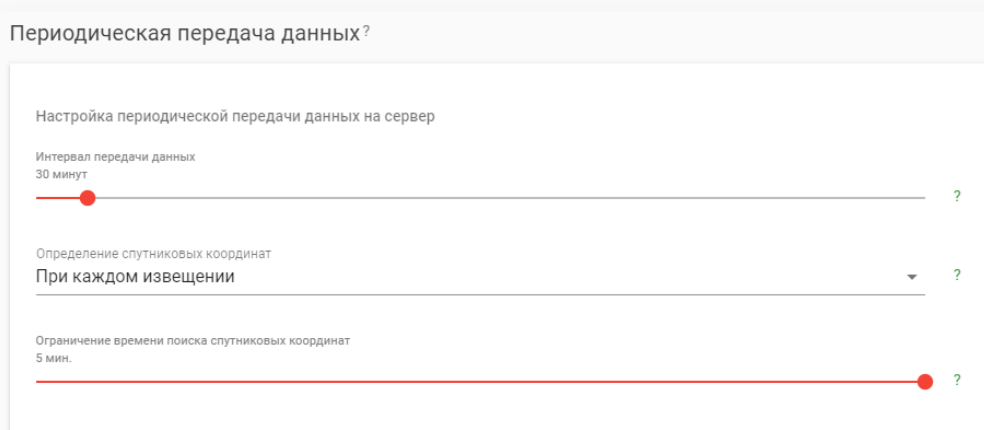 Периодическая передача данных?
Настройка периодической передачи данных на сервер
Интервал передачи данных
30 минут
?
Определение спутниковых координат
При каждом извещении
?
Ограничение времени поиска спутниковых координат
5 мин.
?